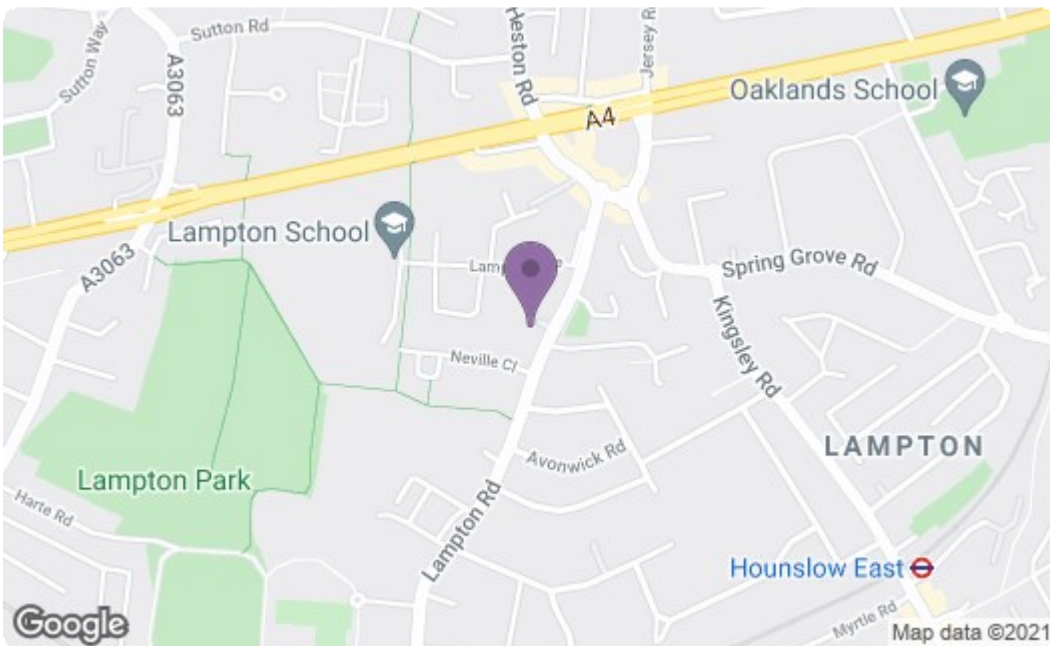 Sutton Rd
Heston Rd
Jersey R
Sutton Way
A3063
Oaklands School
A4
Lampton School
A3063
Lamp
Spring Grove Rd
Kingsley Rd
Neville Cl
LAMPTON
Avonwick Rd
Lampton Park
Harte Rd
Lampton Rd
Hounslow East
Myrtle Rd
Google
Map data ©2021